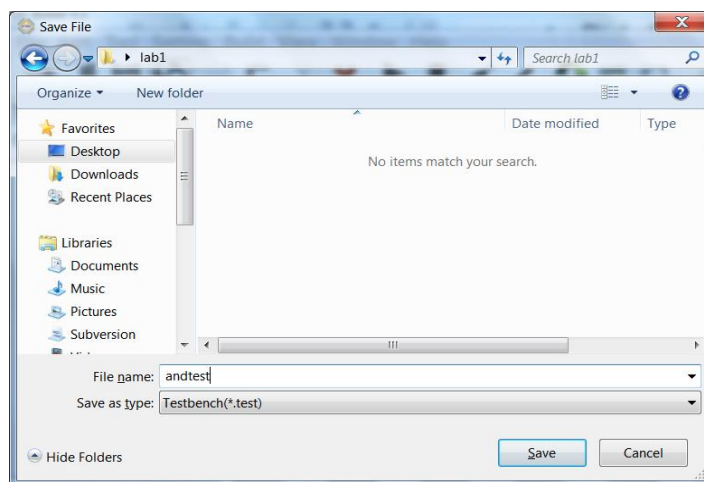 Save File
lab1
Search lab1
Organize
New folder
Favorites
Desktop
Downloads
Recent Places
Libraries
Documents
Music
Pictures
Subversion
Name
Date modified
Type
No items match your search.
File name: andtest
Save as type: Testbench(*.test)
Hide Folders
Save
Cancel